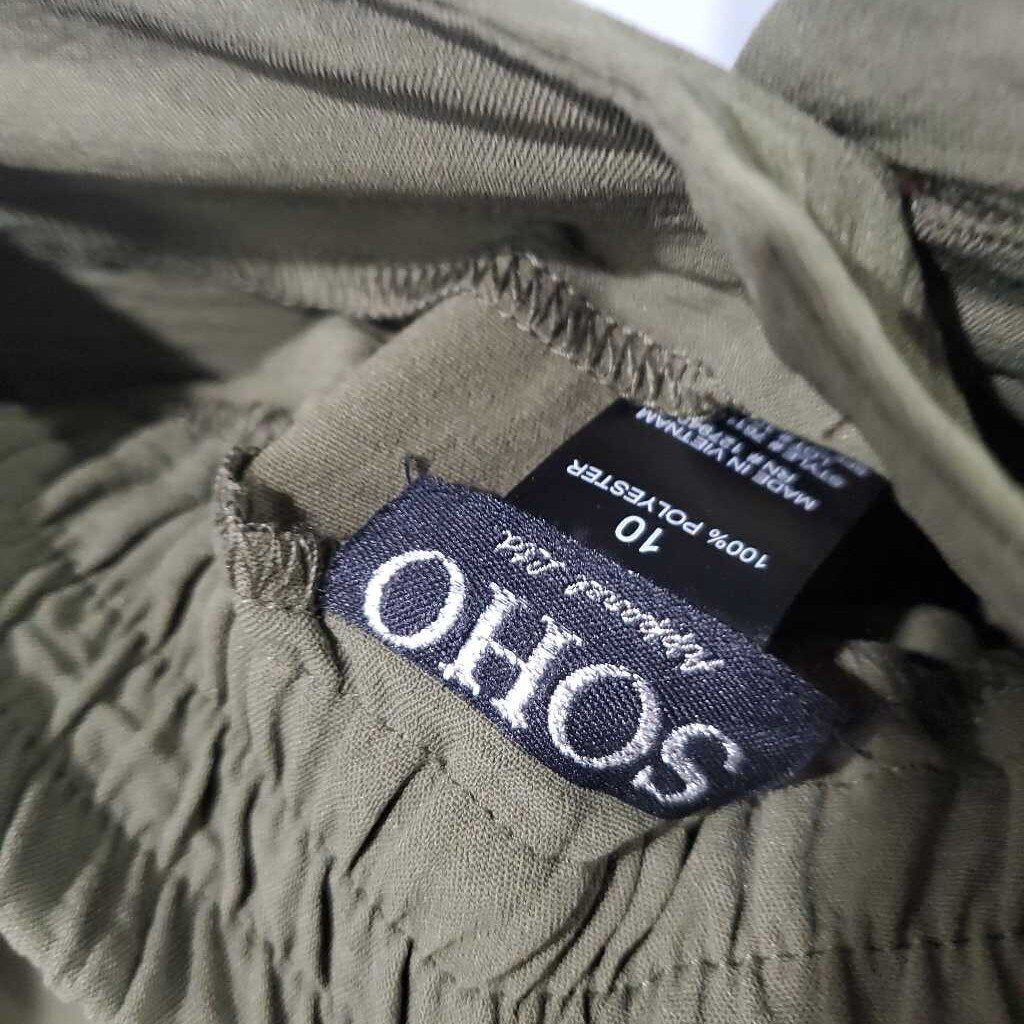 SOHO
Apparel Ltd.
10
100% POLYESTER
MADE IN VIETNAM